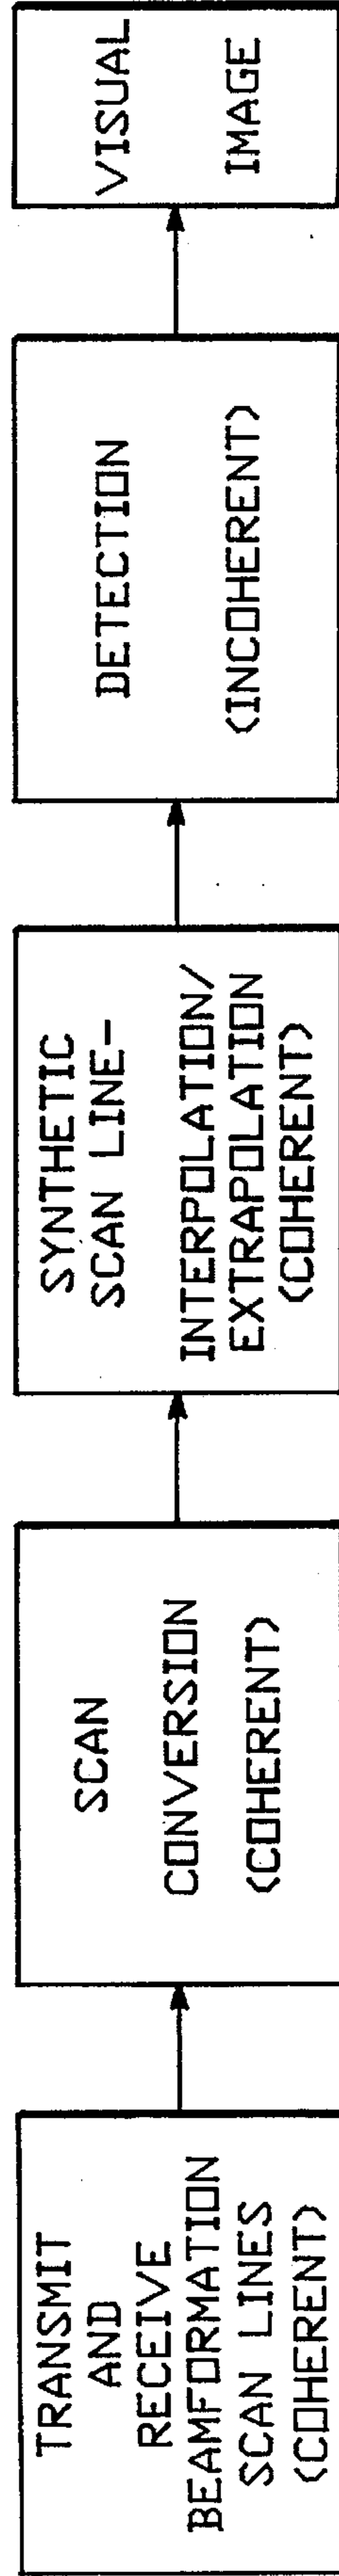 TRANSMIT
AND
RECEIVE
BEAMFORMATION
SCAN LINES
(COHERENT)
SCAN
CONVERSION
(COHERENT)
SYNTHETIC
SCAN LINE-
INTERPOLATION/
EXTRAPOLATION
(COHERENT)
DETECTION
(INCOHERENT)
VISUAL
IMAGE